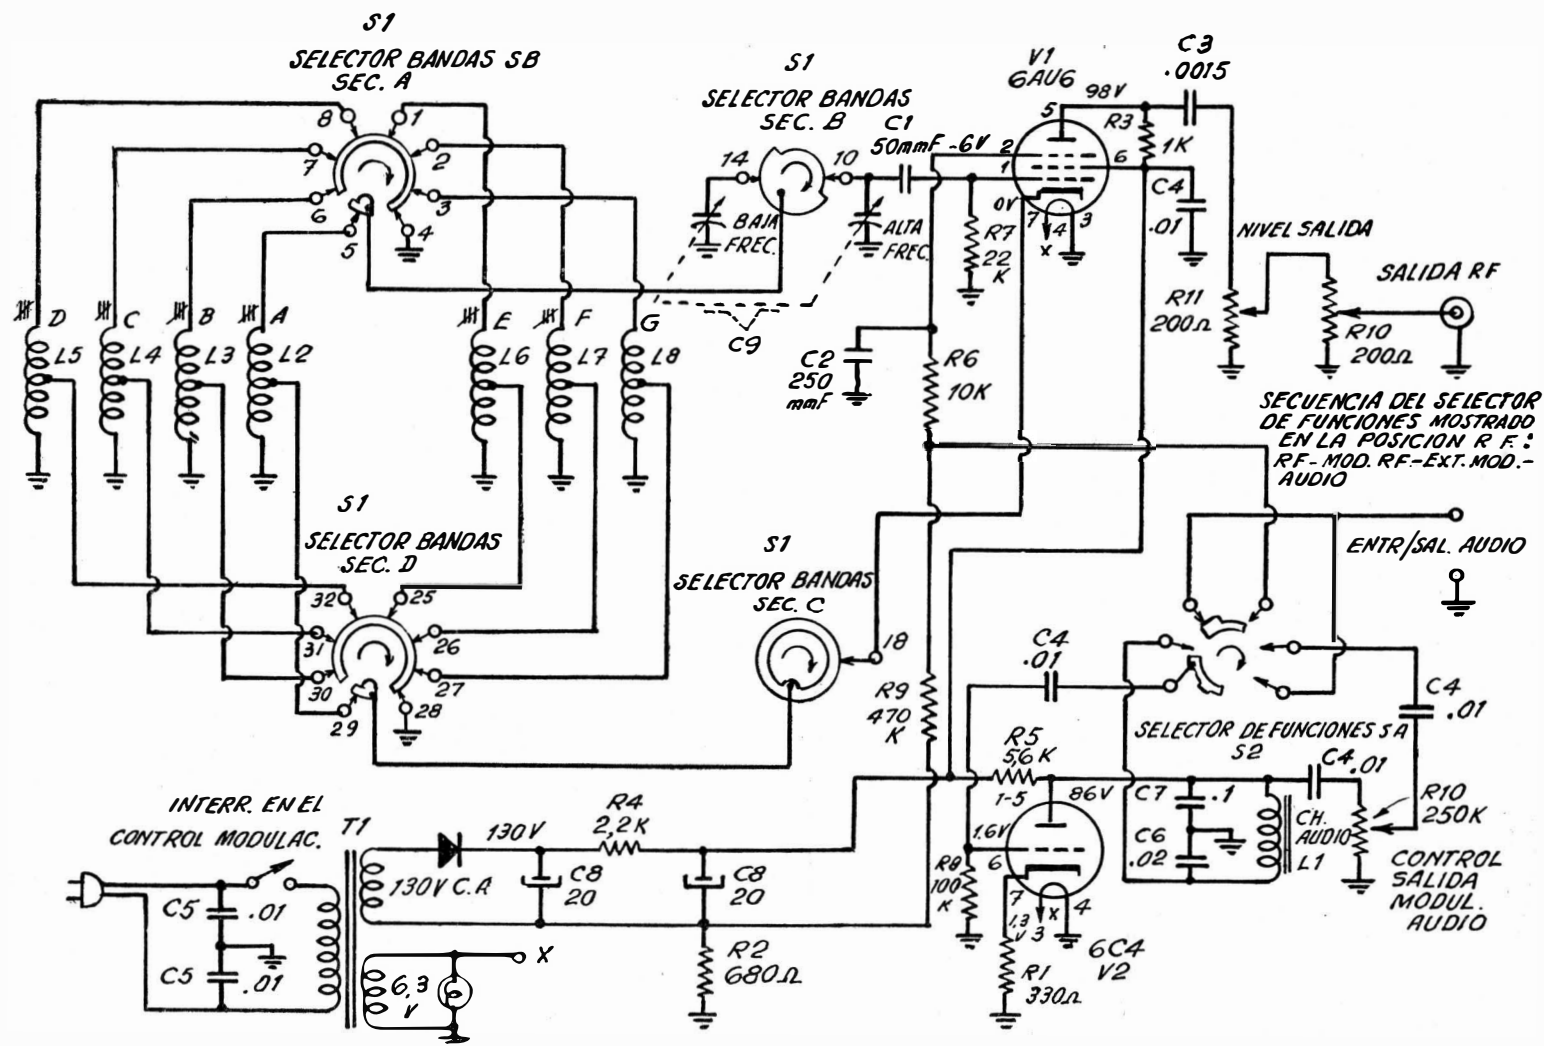 S1
SELECTOR BANDAS SB
SEC. A
8
1
7
2
6
3
5
4
S1
SELECTOR BANDAS
SEC. B
14
10
BAJA
FREC.
ALTA
FREC.
C9
C1
50mmF
-6V
V1
6AU6
98V
5
2
1
6
0V
7
4
3
X
R3
1K
C3
.0015
C4
.01
R7
22
K
NIVEL SALIDA
R11
200Ω
R10
200Ω
SALIDA RF
D
L5
C
L4
B
L3
A
L2
E
L6
F
L7
G
L8
C2
250
mmF
R6
10K
SECUENCIA DEL SELECTOR
DE FUNCIONES MOSTRADO
EN LA POSICION R F:
RF-MOD. RF-EXT. MOD.-
AUDIO
ENTR/SAL. AUDIO
S1
SELECTOR BANDAS
SEC. D
32
25
31
26
30
27
29
28
S1
SELECTOR BANDAS
SEC. C
18
R9
470
K
C4
.01
SELECTOR DE FUNCIONES SA
S2
C4
.01
R5
5,6K
1-5
86V
C7
.1
C6
.02
C4
.01
CH.
AUDIO
L1
R10
250K
CONTROL
SALIDA
MODUL.
AUDIO
1.6V
6
7
1,3
V
3
X
4
R8
100
K
R1
330Ω
6C4
V2
INTERR. EN EL
CONTROL MODULAC.
T1
130V
R4
2,2K
130V C.A
C8
20
C8
20
C5
.01
C5
.01
R2
680Ω
6,3
V
X